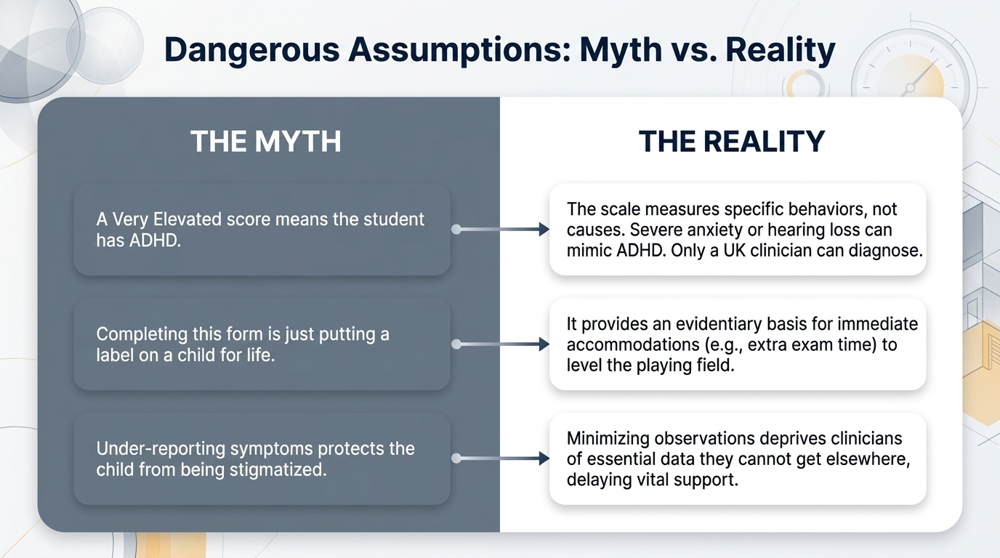 Dangerous Assumptions: Myth vs. Reality
THE MYTH
THE REALITY
A Very Elevated score means the student
has ADHD.
The scale measures specific behaviors, not
causes. Severe anxiety or hearing loss can
mimic ADHD. Only a UK clinician can diagnose.
Completing this form is just putting a
label on a child for life.
It provides an evidentiary basis for immediate
accommodations (e.g., extra exam time) to
level the playing field.
Under-reporting symptoms protects the
child from being stigmatized.
Minimizing observations deprives clinicians
of essential data they cannot get elsewhere,
delaying vital support.